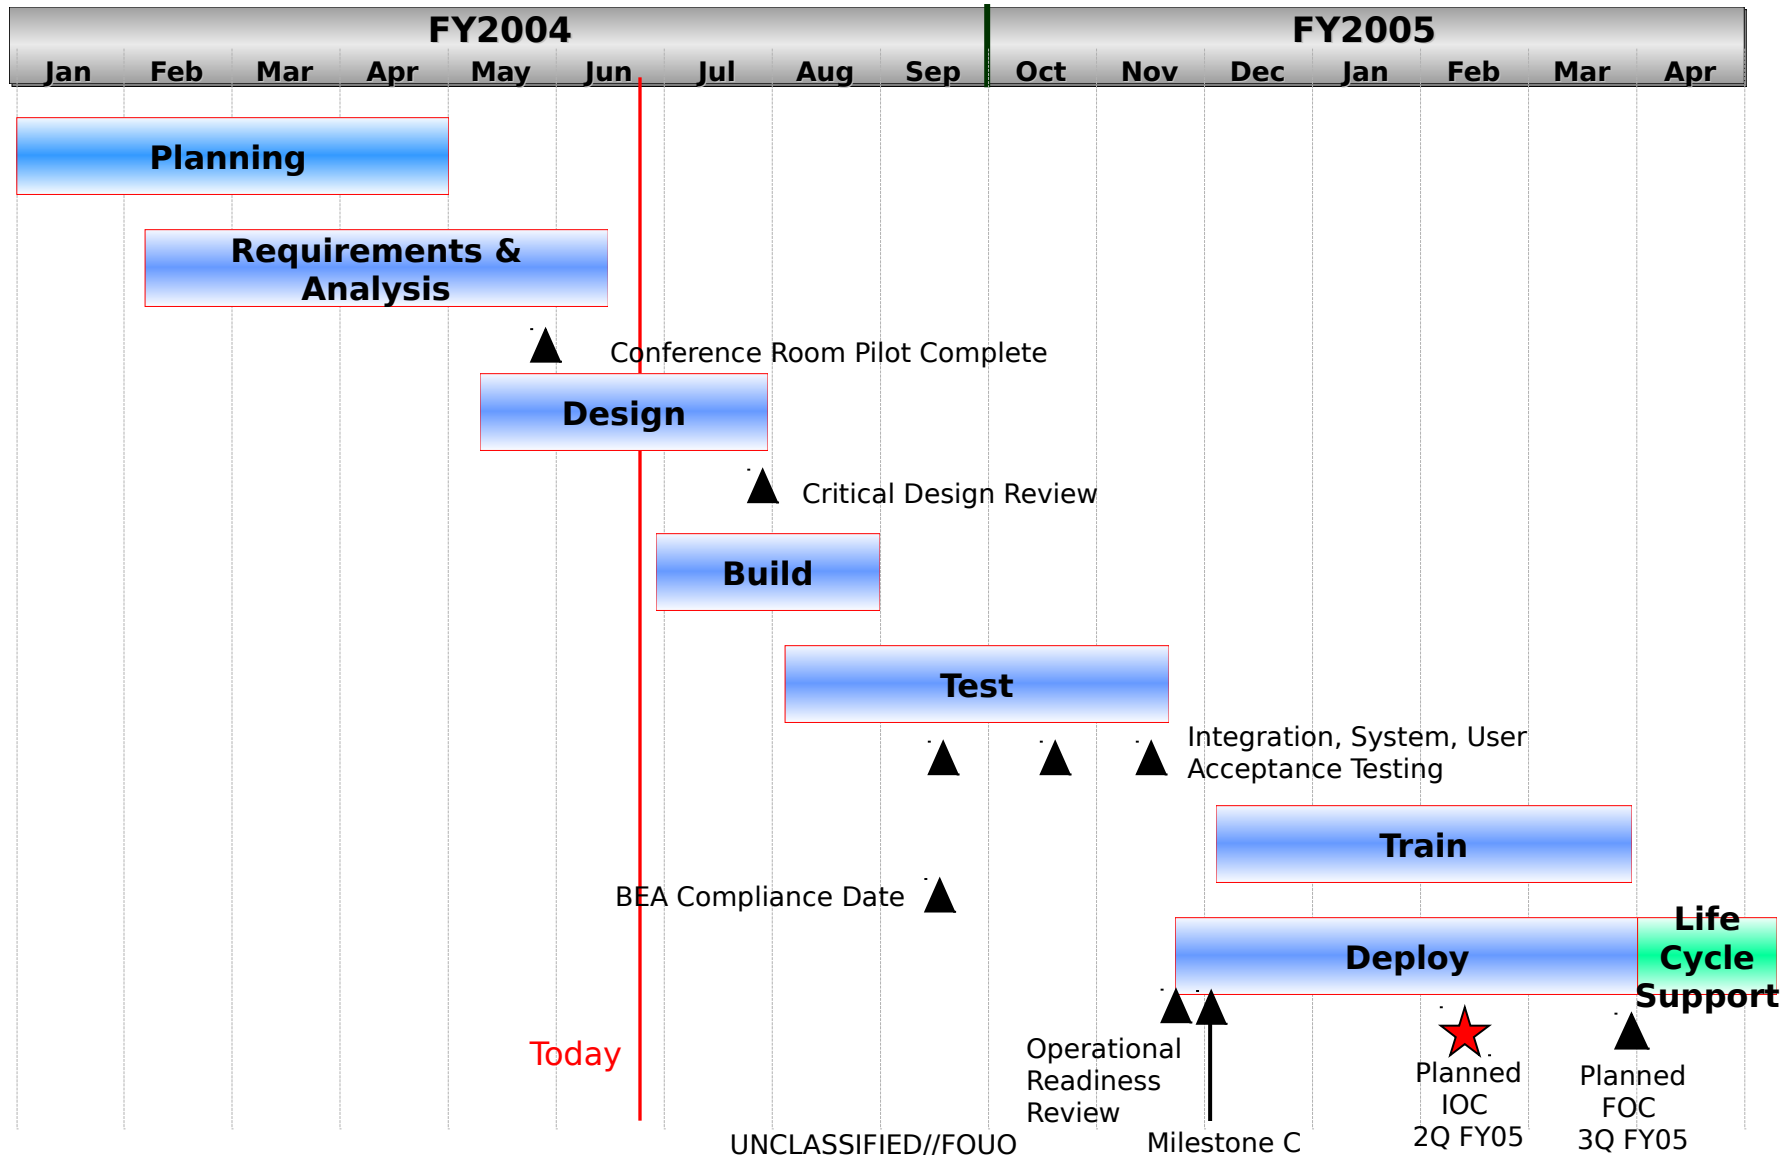 FY2004
FY2005
Jan Feb Mar Apr May Jun Jul Aug Sep Oct Nov Dec Jan Feb Mar Apr
Planning
Requirements &
Analysis
Conference Room Pilot Complete
Design
Critical Design Review
Build
Test
Integration, System, User
Acceptance Testing
Train
BEA Compliance Date
Deploy
Life
Cycle
Support
Today
Operational
Readiness
Review
Milestone C
Planned
IOC
2Q FY05
Planned
FOC
3Q FY05
UNCLASSIFIED//FOUO